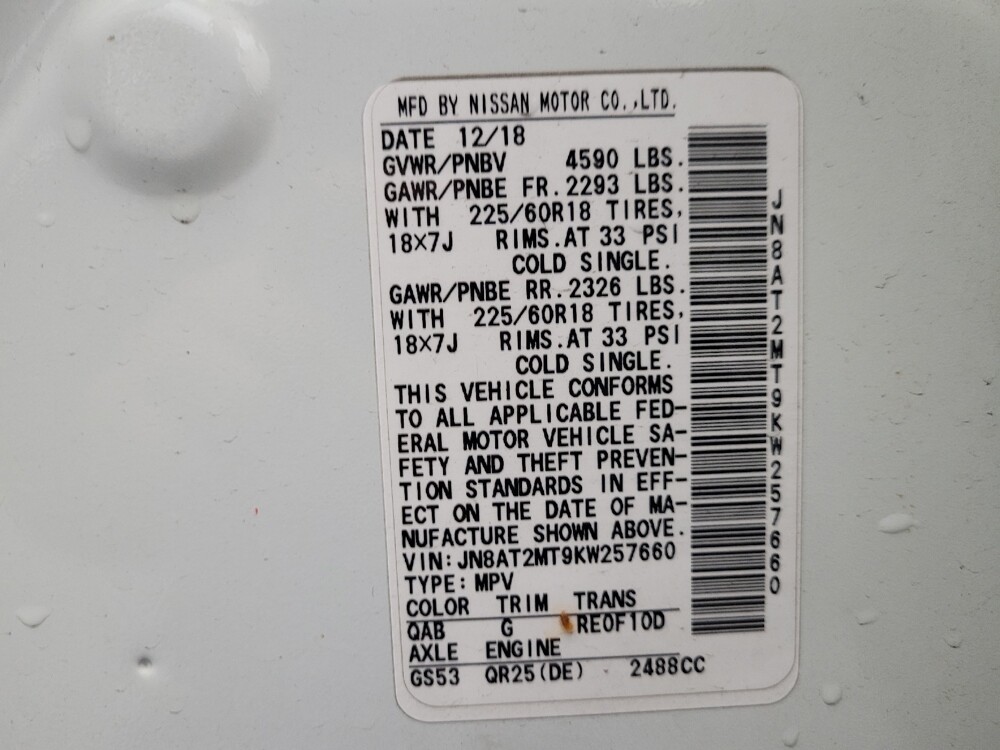 MFD BY NISSAN MOTOR CO.,LTD.
DATE 12/18
GVWR/PNBV 4590 LBS.
GAWR/PNBE FR. 2293 LBS.
WITH 225/60R18 TIRES,
18×7J RIMS.AT 33 PSI
COLD SINGLE.
GAWR/PNBE RR. 2326 LBS.
WITH 225/60R18 TIRES,
18×7J RIMS.AT 33 PSI
COLD SINGLE.
THIS VEHICLE CONFORMS
TO ALL APPLICABLE FED-
ERAL MOTOR VEHICLE SA-
FETY AND THEFT PREVEN-
TION STANDARDS IN EFF-
ECT ON THE DATE OF MA-
NUFACTURE SHOWN ABOVE.
VIN:JN8AT2MT9KW257660
TYPE:MPV
COLOR TRIM TRANS
QAB G RE0F10D
AXLE ENGINE
GS53 QR25(DE) 2488CC
JN8AT2MT9KW257660